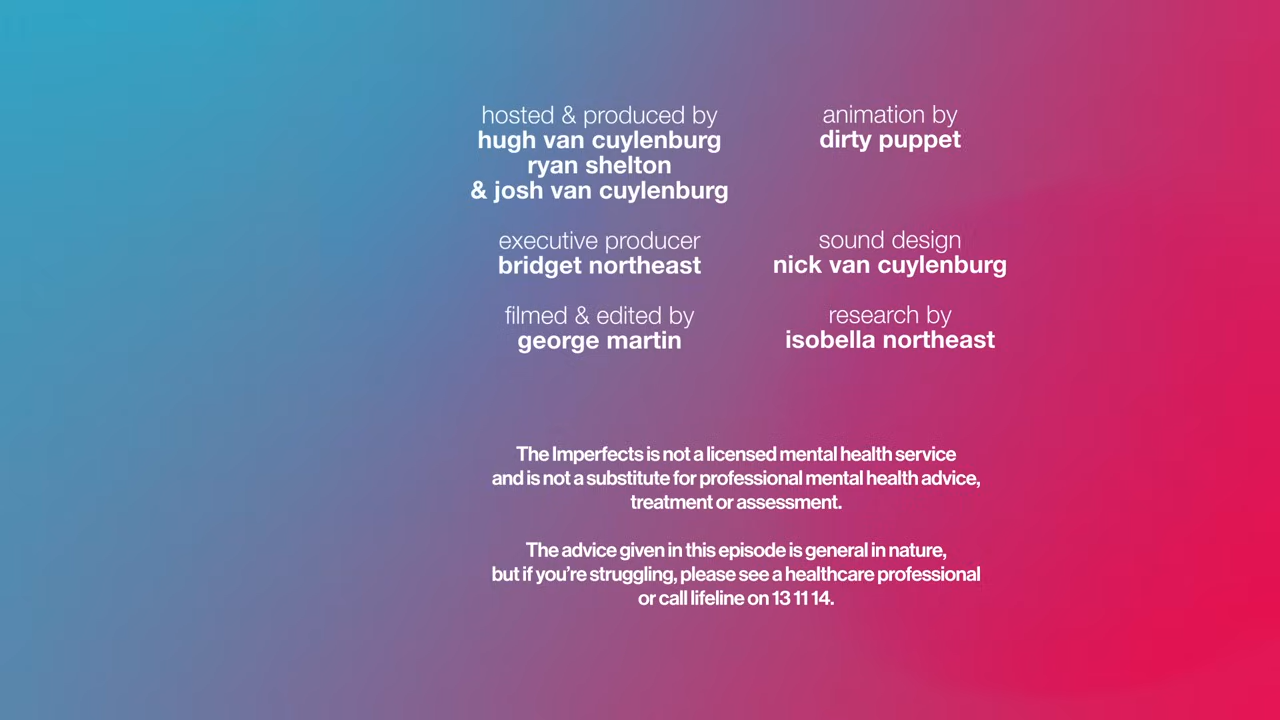 hosted & produced by
hugh van cuylenburg
ryan shelton
& josh van cuylenburg
animation by
dirty puppet
executive producer
bridget northeast
sound design
nick van cuylenburg
filmed & edited by
george martin
research by
isobella northeast
The Imperfects is not a licensed mental health service
and is not a substitute for professional mental health advice,
treatment or assessment.
The advice given in this episode is general in nature,
but if you're struggling, please see a healthcare professional
or call lifeline on 13 11 14.